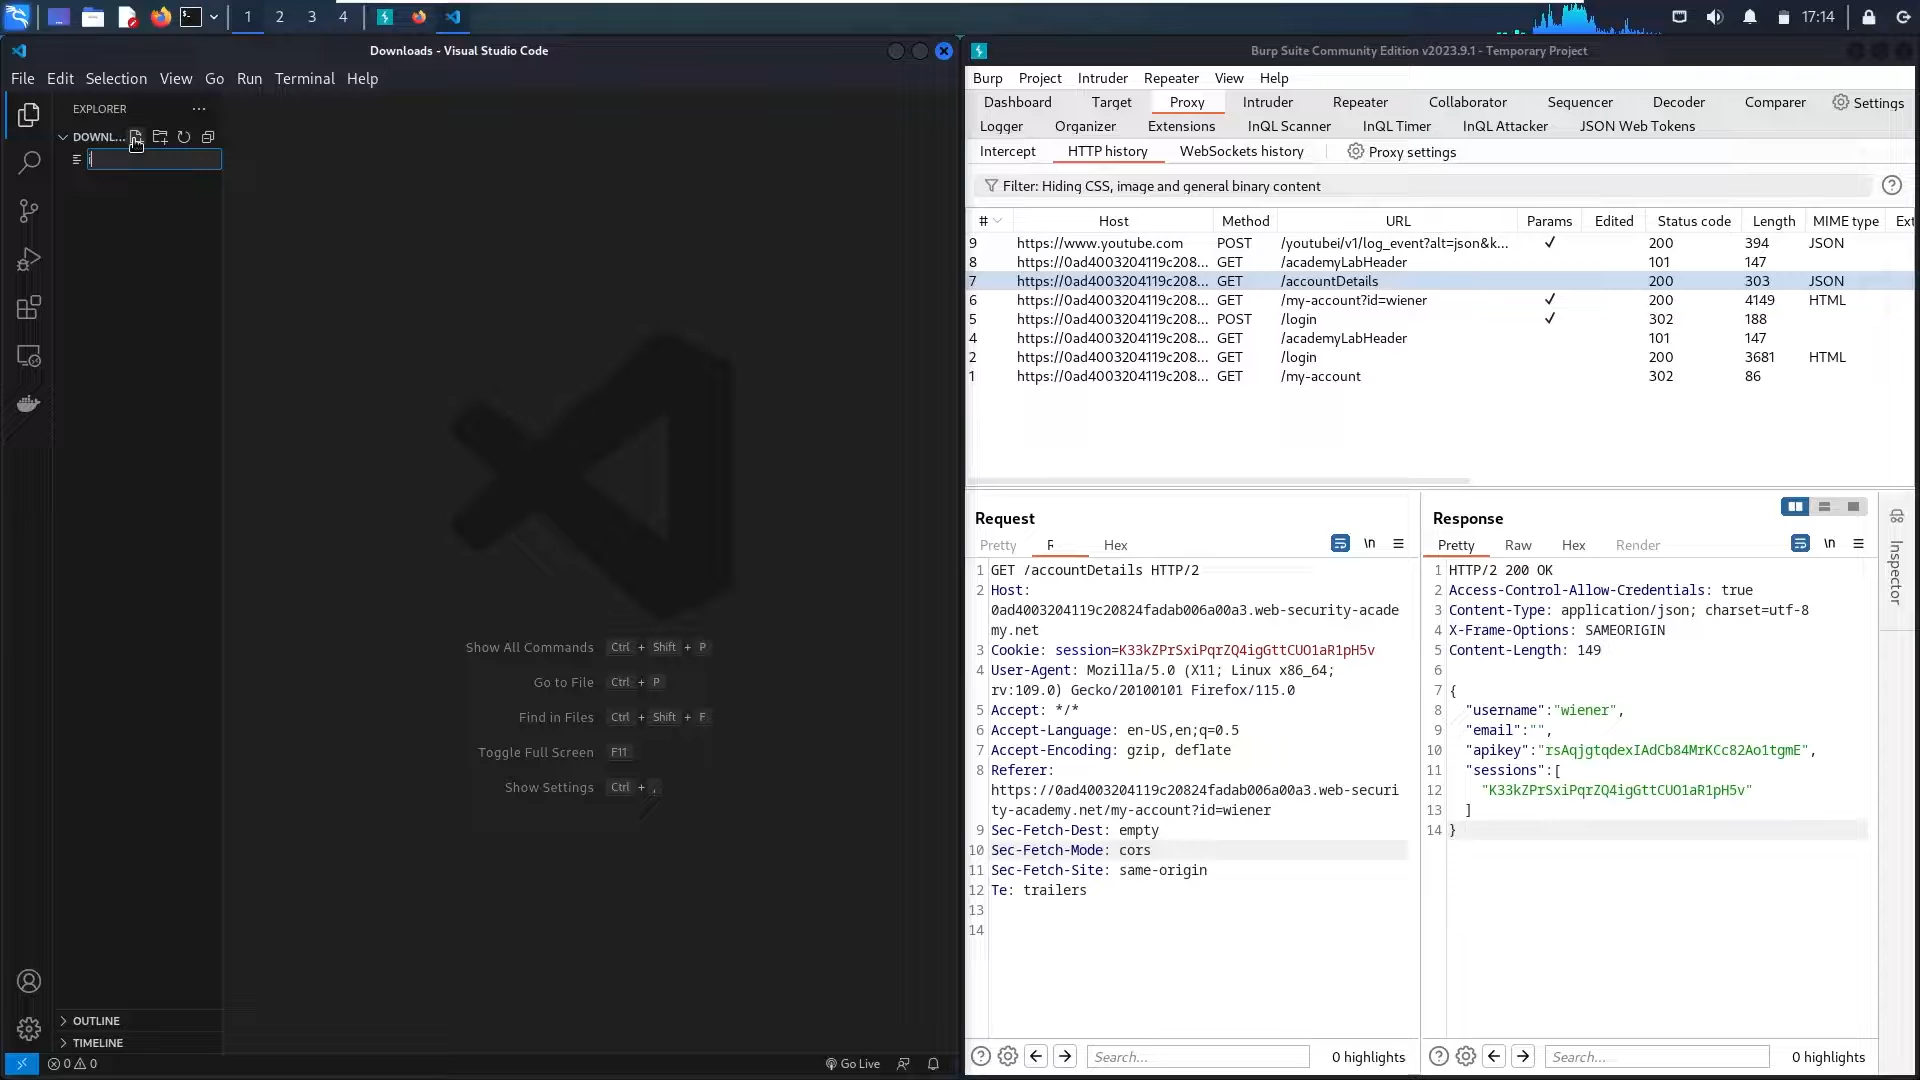 1 2 3 4
17:14
Downloads - Visual Studio Code
File Edit Selection View Go Run Terminal Help
EXPLORER
DOWNL...
i
Show All Commands Ctrl + Shift + P
Go to File Ctrl + P
Find in Files Ctrl + Shift + F
Toggle Full Screen F11
Show Settings Ctrl + ,
OUTLINE
TIMELINE
0 0
Go Live
Burp Suite Community Edition v2023.9.1 - Temporary Project
Burp Project Intruder Repeater View Help
Dashboard Target Proxy Intruder Repeater Collaborator Sequencer Decoder Comparer Settings
Logger Organizer Extensions InQL Scanner InQL Timer InQL Attacker JSON Web Tokens
Intercept HTTP history WebSockets history Proxy settings
Filter: Hiding CSS, image and general binary content
# Host Method URL Params Edited Status code Length MIME type Ext
9 https://www.youtube.com POST /youtubei/v1/log_event?alt=json&k... ✓ 200 394 JSON
8 https://0ad4003204119c208... GET /academyLabHeader 101 147
7 https://0ad4003204119c208... GET /accountDetails 200 303 JSON
6 https://0ad4003204119c208... GET /my-account?id=wiener ✓ 200 4149 HTML
5 https://0ad4003204119c208... POST /login ✓ 302 188
4 https://0ad4003204119c208... GET /academyLabHeader 101 147
2 https://0ad4003204119c208... GET /login 200 3681 HTML
1 https://0ad4003204119c208... GET /my-account 302 86
Request
Pretty R Hex
\n
1 GET /accountDetails HTTP/2
2 Host:
0ad4003204119c20824fadab006a00a3.web-security-acade
my.net
3 Cookie: session=K33kZPrSxiPqrZQ4igGttCUO1aR1pH5v
4 User-Agent: Mozilla/5.0 (X11; Linux x86_64;
rv:109.0) Gecko/20100101 Firefox/115.0
5 Accept: */*
6 Accept-Language: en-US,en;q=0.5
7 Accept-Encoding: gzip, deflate
8 Referer:
https://0ad4003204119c20824fadab006a00a3.web-securi
ty-academy.net/my-account?id=wiener
9 Sec-Fetch-Dest: empty
10 Sec-Fetch-Mode: cors
11 Sec-Fetch-Site: same-origin
12 Te: trailers
13
14
Search... 0 highlights
Response
Pretty Raw Hex Render
\n
1 HTTP/2 200 OK
2 Access-Control-Allow-Credentials: true
3 Content-Type: application/json; charset=utf-8
4 X-Frame-Options: SAMEORIGIN
5 Content-Length: 149
6
7 {
8 "username":"wiener",
9 "email":"",
10 "apikey":"rsAqjgtqdexIAdCb84MrKCc82Ao1tgmE",
11 "sessions":[
12 "K33kZPrSxiPqrZQ4igGttCUO1aR1pH5v"
13 ]
14 }
Search... 0 highlights
Inspector